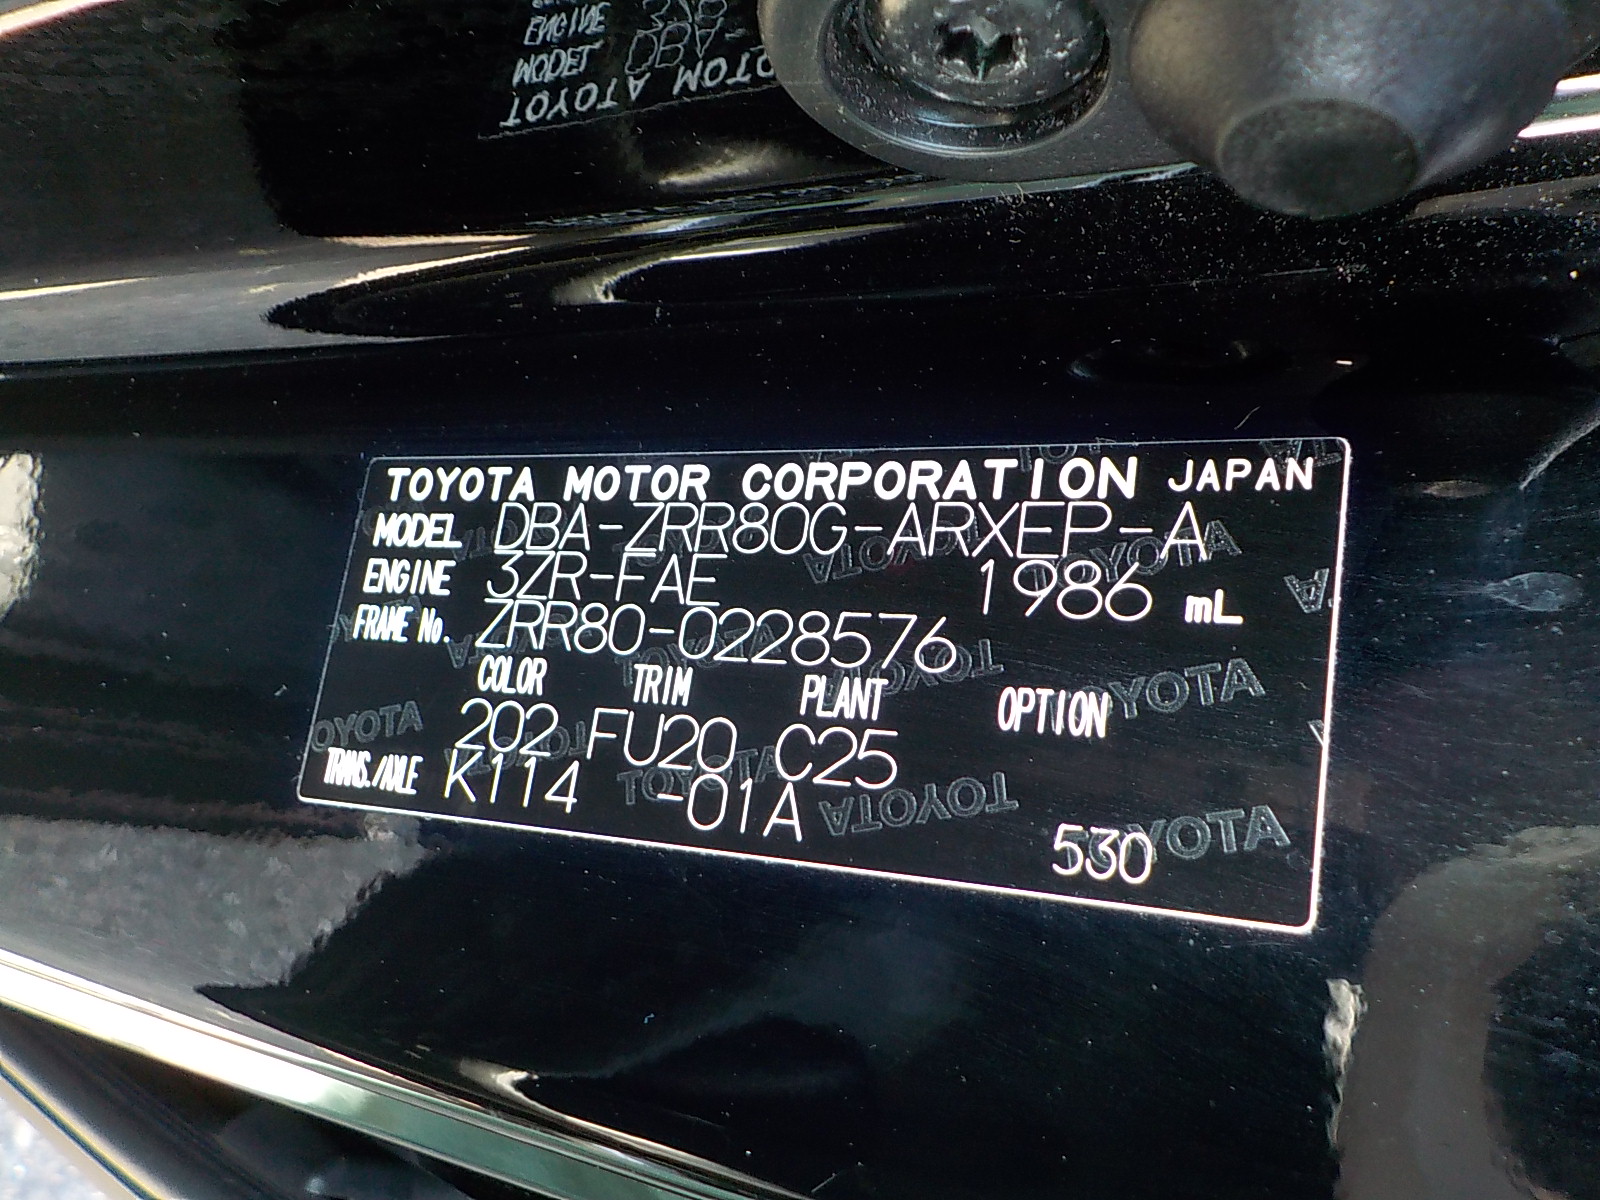 TOYOTA MOTOR CORPORATION JAPAN
MODEL DBA-ZRR80G-ARXEP-A
ENGINE 3ZR-FAE 1986 mL
FRAME No. ZRR80-0228576
COLOR TRIM PLANT OPTION
202 FU20 C25
TRANS./AXLE K114 -01A
530